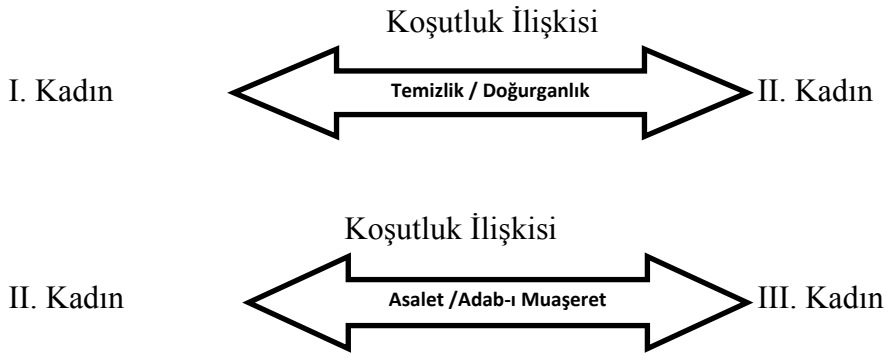 Koşutluk İlişkisi
I. Kadın Temizlik / Doğurganlık II. Kadın
Koşutluk İlişkisi
II. Kadın Asalet /Adab-ı Muaşeret III. Kadın